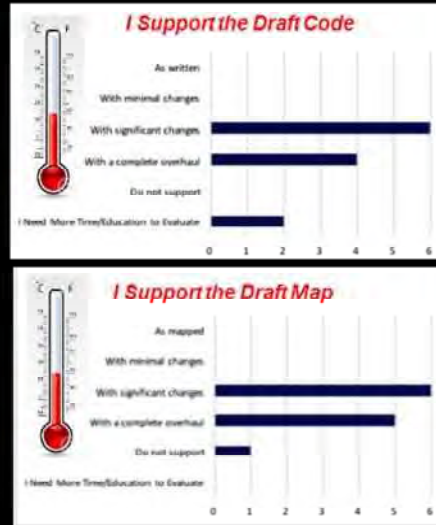 I Support the Draft Code
C F
As written
With minimal changes
With significant changes
With a complete overhaul
Do not support
I Need More Time/Education to Evaluate
0 1 2 3 4 5 6
I Support the Draft Map
C F
As mapped
With minimal changes
With significant changes
With a complete overhaul
Do not support
I Need More Time/Education to Evaluate
0 1 2 3 4 5 6